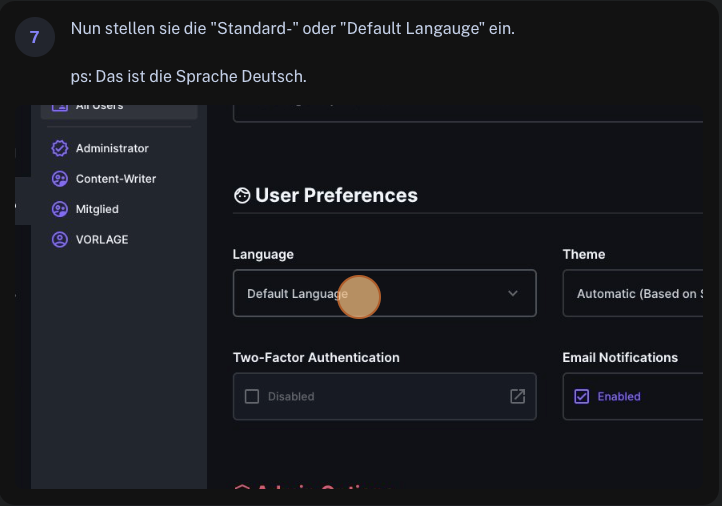 7
Nun stellen sie die "Standard-" oder "Default Langauge" ein.
ps: Das ist die Sprache Deutsch.
All Users
Administrator
Content-Writer
Mitglied
VORLAGE
User Preferences
Language
Theme
Default Language
Automatic (Based on S
Two-Factor Authentication
Email Notifications
Disabled
Enabled